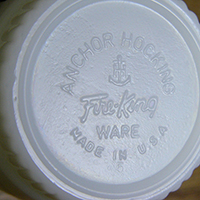 ANCHOR HOCKING
Fire-King
WARE
MADE IN U.S.A